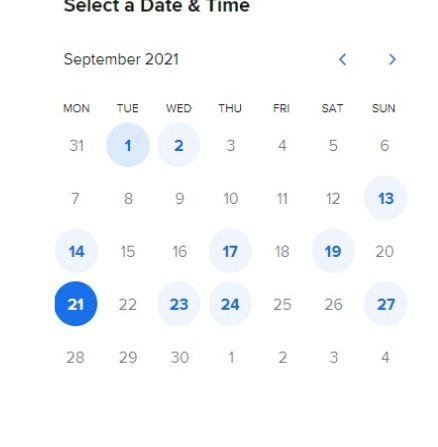 Select a Date & Time
September 2021
MON TUE WED THU FRI SAT SUN
31 1 2 3 4 5 6
7 8 9 10 11 12 13
14 15 16 17 18 19 20
21 22 23 24 25 26 27
28 29 30 1 2 3 4